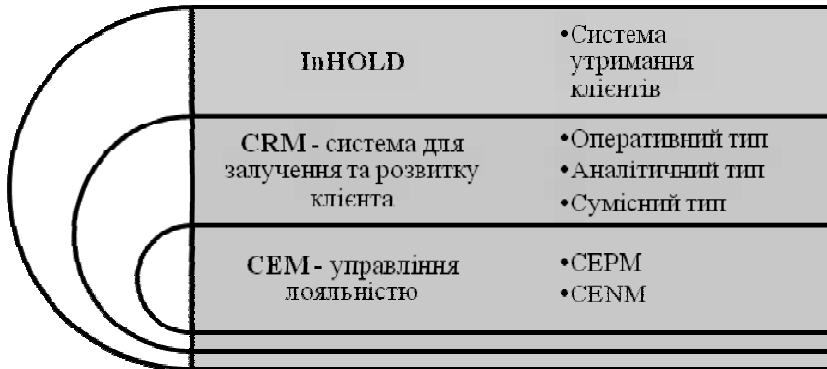 InHOLD
•Система
утримання
клієнтів
CRM - система для
залучення та розвитку
клієнта
•Оперативний тип
•Аналітичний тип
•Сумісний тип
CEM - управління
лояльністю
•CEPM
•CENM